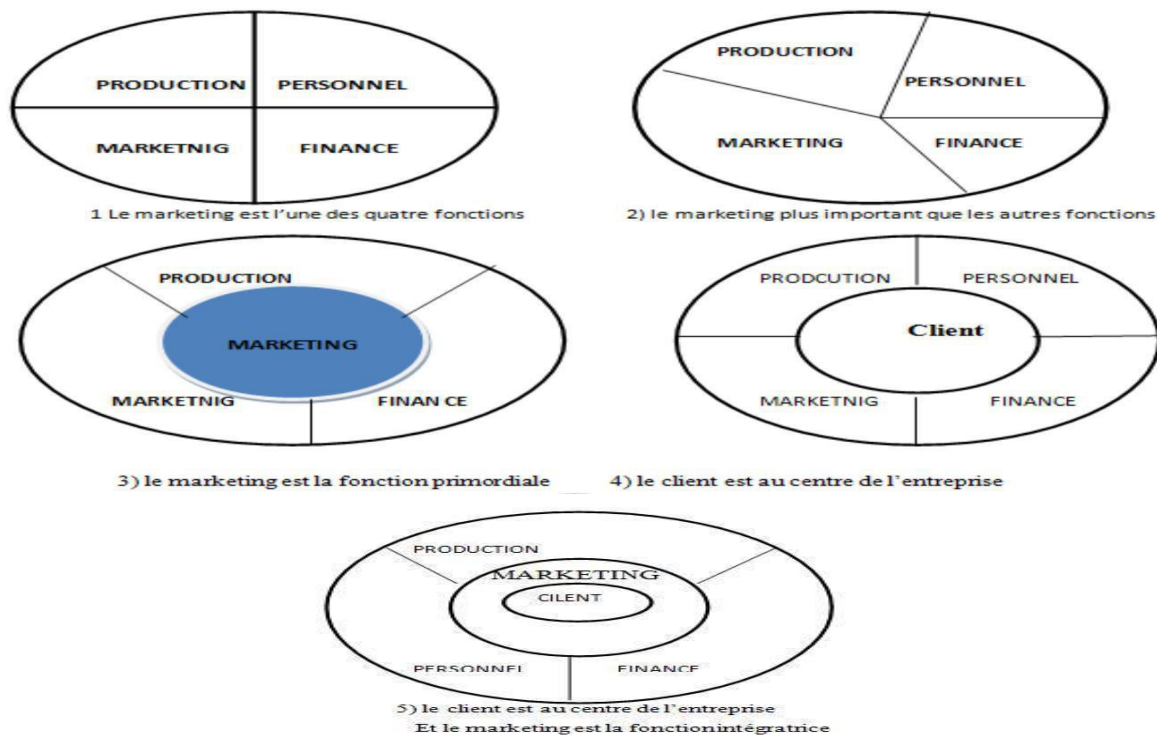 PRODUCTION PERSONNEL
MARKETNIG FINANCE
1 Le marketing est l'une des quatre fonctions
PRODUCTION
PERSONNEL
MARKETING FINANCE
2) le marketing plus important que les autres fonctions
PRODUCTION
MARKETING
MARKETNIG FINAN CE
3) le marketing est la fonction primordiale
PRODCUTION PERSONNEL
Client
MARKETNIG FINANCE
4) le client est au centre de l'entreprise
PRODUCTION
MARKETING
CILENT
PERSONNEL FINANCE
5) le client est au centre de l'entreprise
Et le marketing est la fonctionintégratrice